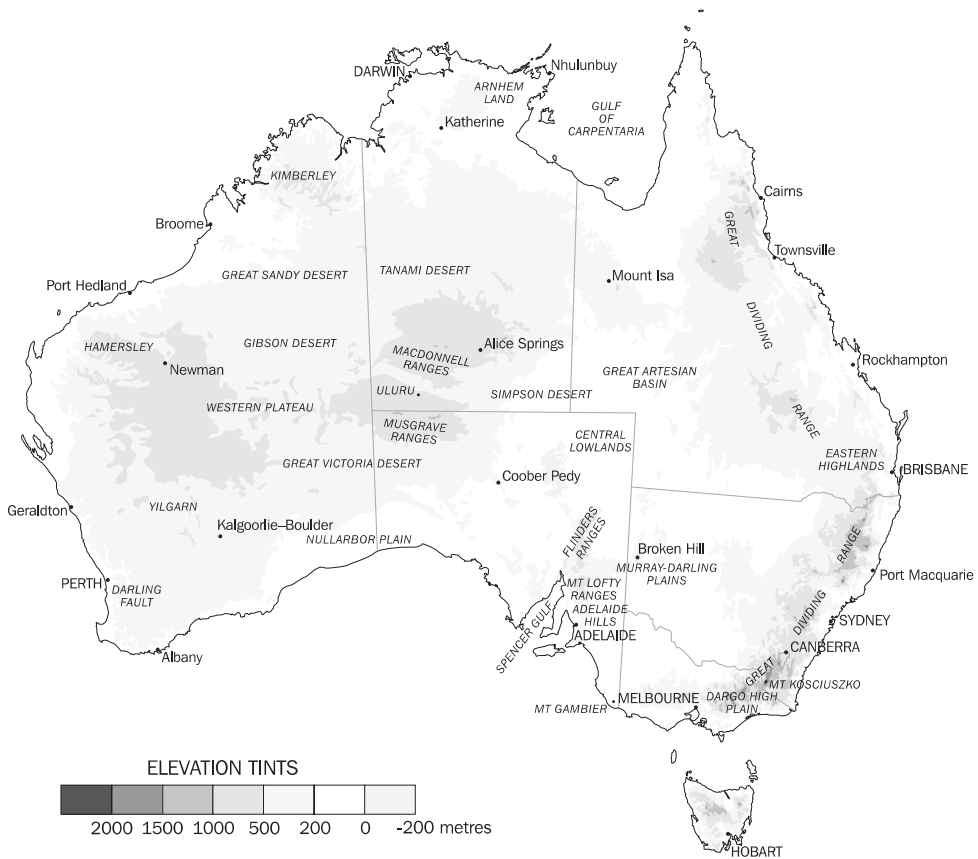 DARWIN
Nhulunbuy
ARNHEM
LAND
GULF
OF
CARPENTARIA
Katherine
KIMBERLEY
Cairns
Broome
GREAT
Townsville
GREAT SANDY DESERT
TANAMI DESERT
Mount Isa
Port Hedland
DIVIDING
HAMERSLEY
GIBSON DESERT
Alice Springs
MACDONNELL
RANGES
Newman
Rockhampton
GREAT ARTESIAN
BASIN
ULURU
SIMPSON DESERT
WESTERN PLATEAU
RANGE
MUSGRAVE
RANGES
CENTRAL
LOWLANDS
EASTERN
HIGHLANDS
BRISBANE
GREAT VICTORIA DESERT
Coober Pedy
YILGARN
Geraldton
Kalgoorlie–Boulder
NULLARBOR PLAIN
FLINDERS
RANGES
RANGE
Broken Hill
MURRAY-DARLING
PLAINS
Port Macquarie
PERTH
DARLING
FAULT
MT LOFTY
RANGES
ADELAIDE
HILLS
ADELAIDE
SPENCER GULF
DIVIDING
SYDNEY
CANBERRA
Albany
GREAT
MT KOSCIUSZKO
MT GAMBIER
MELBOURNE
DARGO HIGH
PLAIN
ELEVATION TINTS
2000 1500 1000 500 200 0 -200 metres
HOBART